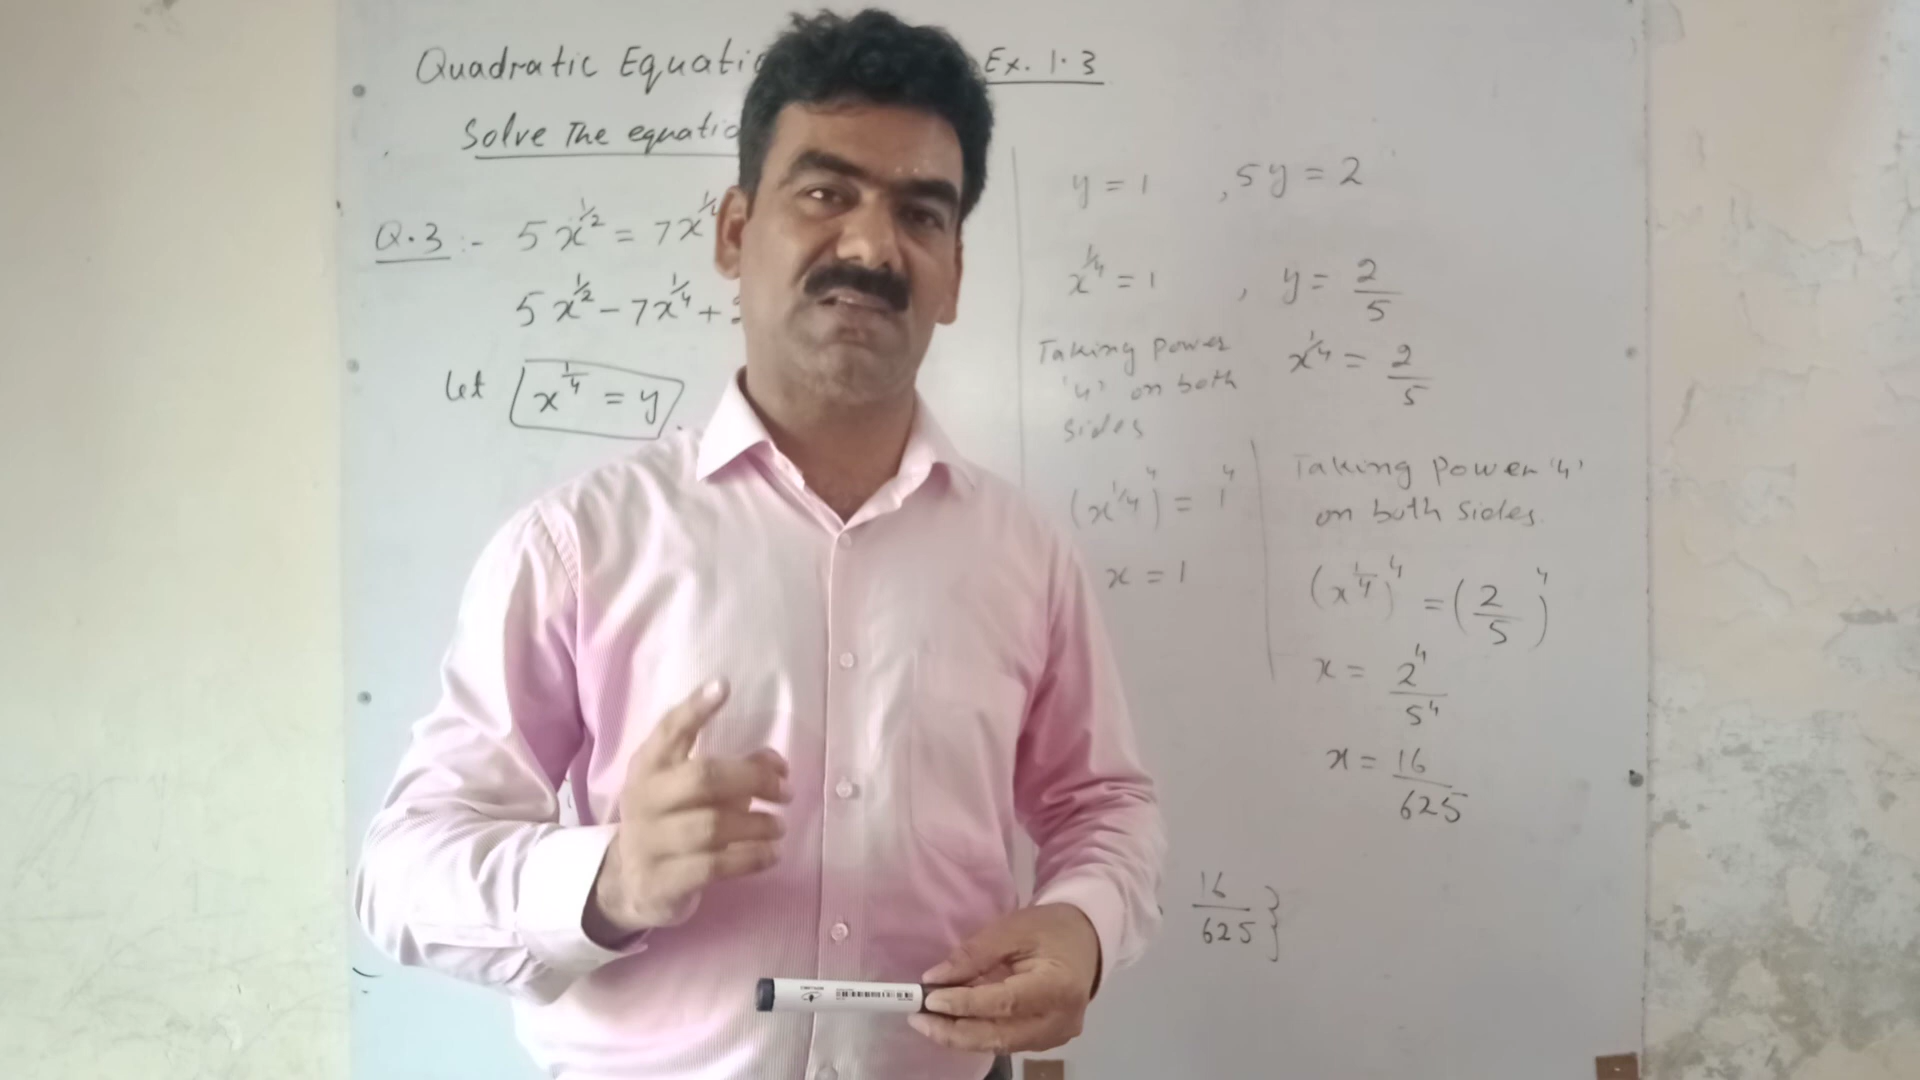 Quadratic Equatio Ex. 1.3
Solve The equatio
Q.3 :- 5x^{1/2} = 7x^{1/4}
5x^{1/2} - 7x^{1/4} +
Let x^{1/4} = y
y = 1 , 5y = 2
x^{1/4} = 1 , y = 2/5
x^{1/4} = 2/5
Taking power
'4' on both
sides
(x^{1/4})^4 = 1^4
x = 1
Taking power '4'
on both sides
(x^{1/4})^4 = (2/5)^4
x = 2^4/5^4
x = 16/625
, 16/625}